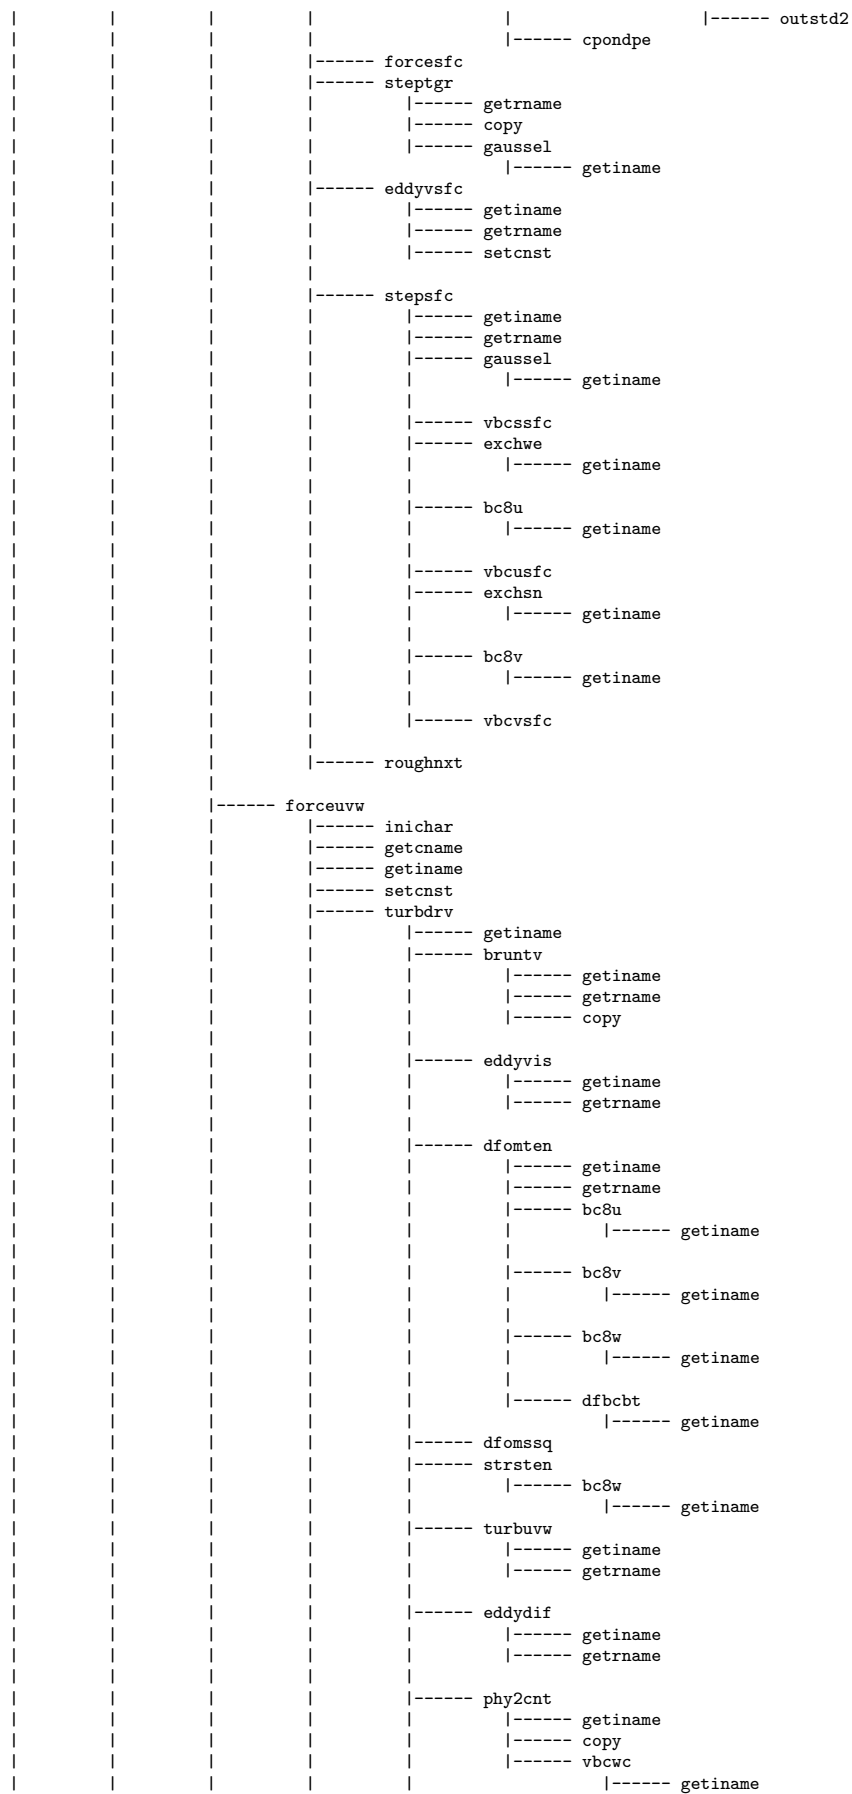 | | | | | |------ outstd2
| | | | |------ cpondpe
| | | |------ forcesfc
| | | |------ steptgr
| | | | |------ getrname
| | | | |------ copy
| | | | |------ gaussel
| | | | |------ getiname
| | | |------ eddyvsfc
| | | | |------ getiname
| | | | |------ getrname
| | | | |------ setcnst
| | | |
| | | |------ stepsfc
| | | | |------ getiname
| | | | |------ getrname
| | | | |------ gaussel
| | | | | |------ getiname
| | | | |
| | | | |------ vbcssfc
| | | | |------ exchwe
| | | | | |------ getiname
| | | | |
| | | | |------ bc8u
| | | | | |------ getiname
| | | | |
| | | | |------ vbcusfc
| | | | |------ exchsn
| | | | | |------ getiname
| | | | |
| | | | |------ bc8v
| | | | | |------ getiname
| | | | |
| | | | |------ vbcvsfc
| | | |
| | | |------ roughnxt
| | |
| | |------ forceuvw
| | | |------ inichar
| | | |------ getcname
| | | |------ getiname
| | | |------ setcnst
| | | |------ turbdrv
| | | | |------ getiname
| | | | |------ bruntv
| | | | | |------ getiname
| | | | | |------ getrname
| | | | | |------ copy
| | | | |
| | | | |------ eddyvis
| | | | | |------ getiname
| | | | | |------ getrname
| | | | |
| | | | |------ dfomten
| | | | | |------ getiname
| | | | | |------ getrname
| | | | | |------ bc8u
| | | | | | |------ getiname
| | | | | |
| | | | | |------ bc8v
| | | | | | |------ getiname
| | | | | |
| | | | | |------ bc8w
| | | | | | |------ getiname
| | | | | |
| | | | | |------ dfbcbt
| | | | | |------ getiname
| | | | |------ dfomssq
| | | | |------ strsten
| | | | | |------ bc8w
| | | | | |------ getiname
| | | | |------ turbuvw
| | | | | |------ getiname
| | | | | |------ getrname
| | | | |
| | | | |------ eddydif
| | | | | |------ getiname
| | | | | |------ getrname
| | | | |
| | | | |------ phy2cnt
| | | | | |------ getiname
| | | | | |------ copy
| | | | | |------ vbcwc
| | | | | |------ getiname